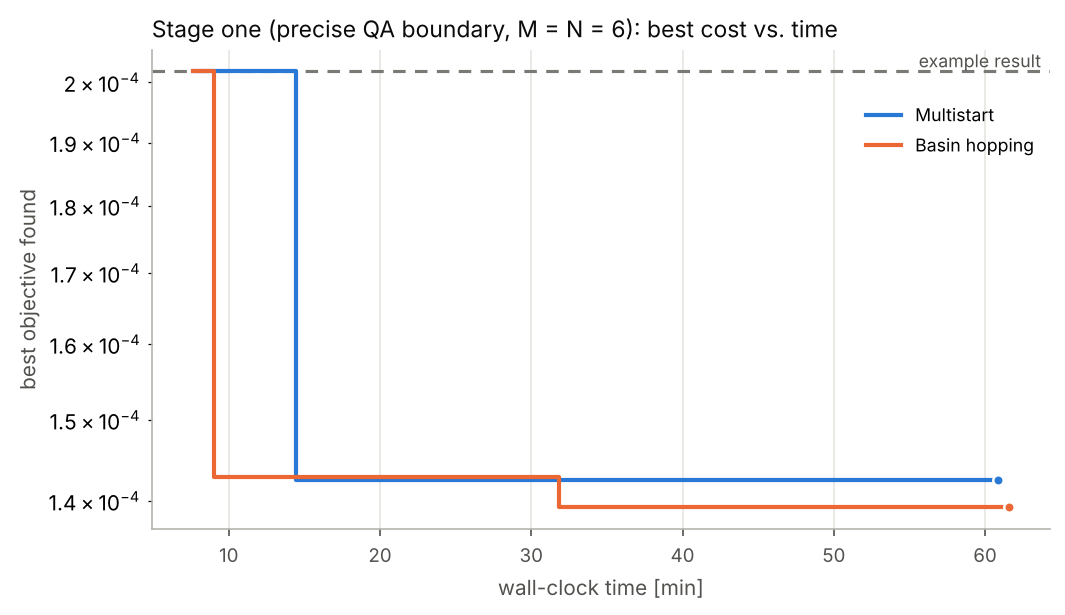 Stage one (precise QA boundary, M = N = 6): best cost vs. time
example result
Multistart
Basin hopping
best objective found
2 × 10⁻⁴
1.9 × 10⁻⁴
1.8 × 10⁻⁴
1.7 × 10⁻⁴
1.6 × 10⁻⁴
1.5 × 10⁻⁴
1.4 × 10⁻⁴
10 20 30 40 50 60
wall-clock time [min]